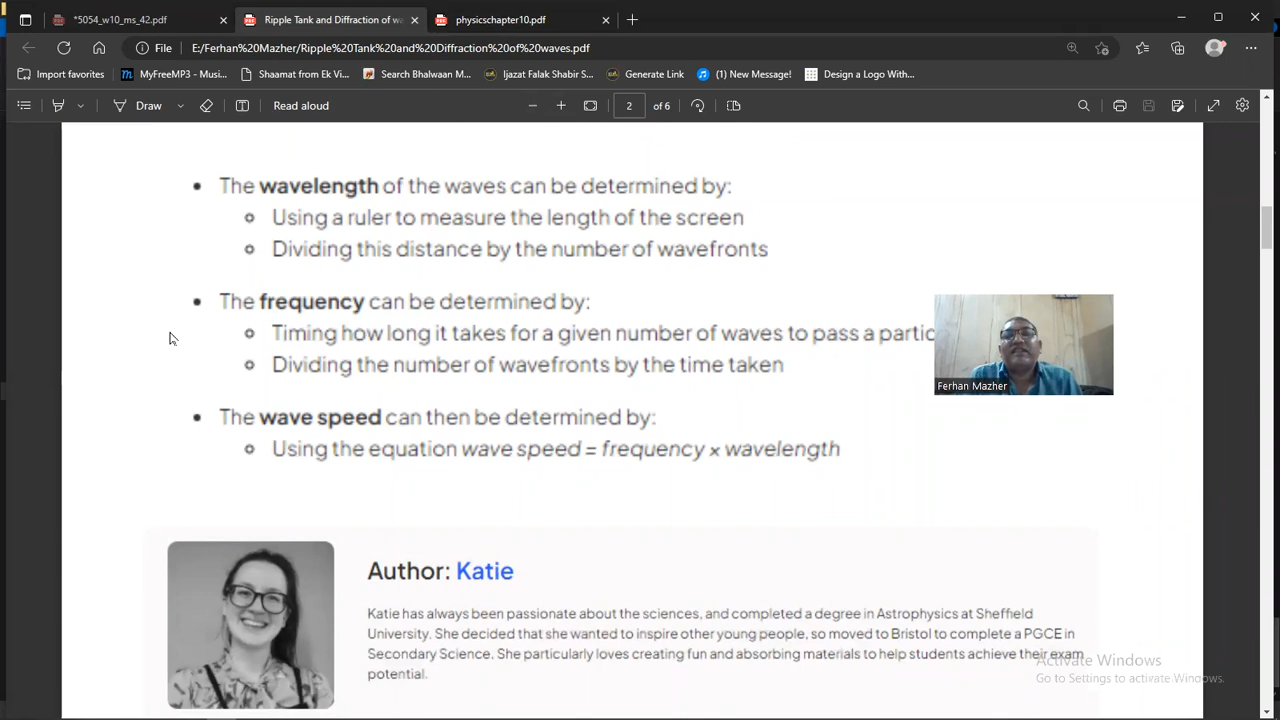 *5054_w10_ms_42.pdf
Ripple Tank and Diffraction of wa
physicschapter10.pdf
File
E:/Ferhan%20Mazher/Ripple%20Tank%20and%20Diffraction%20of%20waves.pdf
Import favorites
MyFreeMP3 - Musi...
Shaamat from Ek Vi...
Search Bhalwaan M...
Ijazat Falak Shabir S...
Generate Link
(1) New Message!
Design a Logo With...
Draw
Read aloud
2 of 6
The wavelength of the waves can be determined by:
Using a ruler to measure the length of the screen
Dividing this distance by the number of wavefronts
The frequency can be determined by:
Timing how long it takes for a given number of waves to pass a partic
Dividing the number of wavefronts by the time taken
The wave speed can then be determined by:
Using the equation wave speed = frequency × wavelength
Ferhan Mazher
Author: Katie
Katie has always been passionate about the sciences, and completed a degree in Astrophysics at Sheffield
University. She decided that she wanted to inspire other young people, so moved to Bristol to complete a PGCE in
Secondary Science. She particularly loves creating fun and absorbing materials to help students achieve their exam
potential.
Activate Windows
Go to Settings to activate Windows.